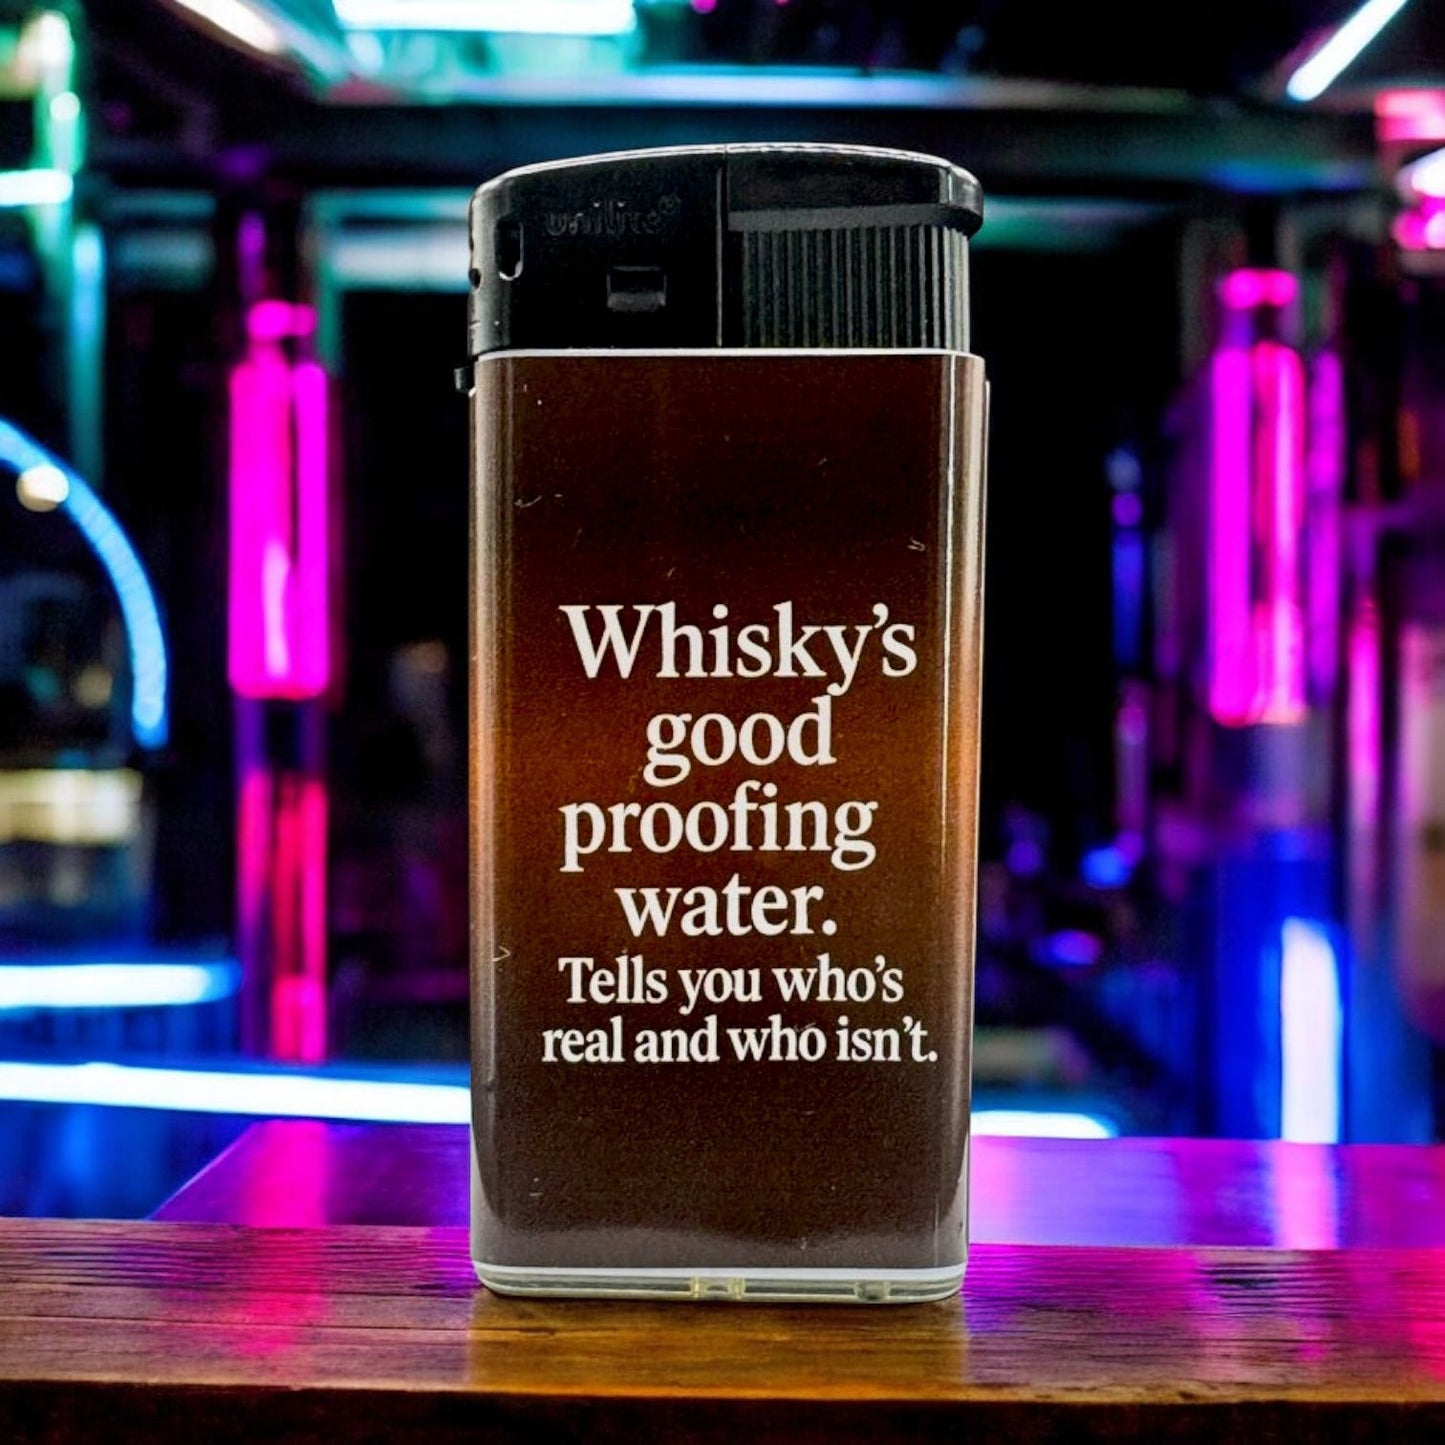 unilite
Whisky's
good
proofing
water.
Tells you who's
real and who isn't.